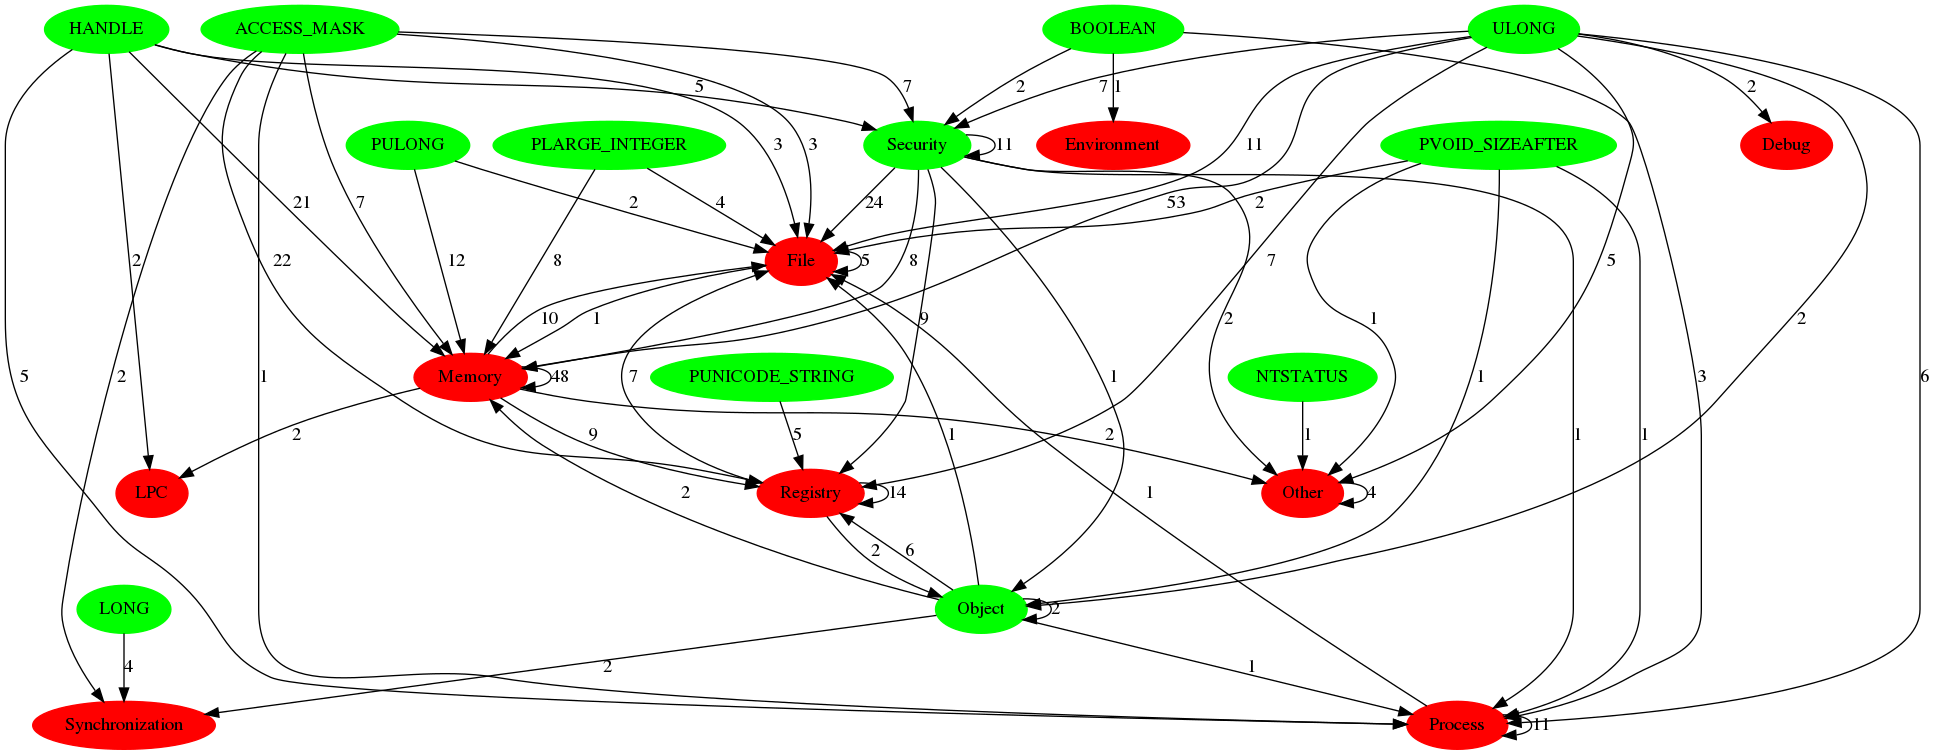 HANDLE
ACCESS_MASK
BOOLEAN
ULONG
5
7
2
7
1
2
PULONG
PLARGE_INTEGER
3
3
Security
11
Environment
11
PVOID_SIZEAFTER
Debug
2
21
7
2
4
24
53
2
2
22
12
8
File
5
8
7
5
10
1
9
2
1
2
5
2
1
Memory
48
7
PUNICODE_STRING
1
NTSTATUS
1
3
6
2
9
5
1
2
1
1
1
LPC
Registry
14
Other
4
2
2
6
1
LONG
Object
2
4
2
1
Synchronization
Process
11